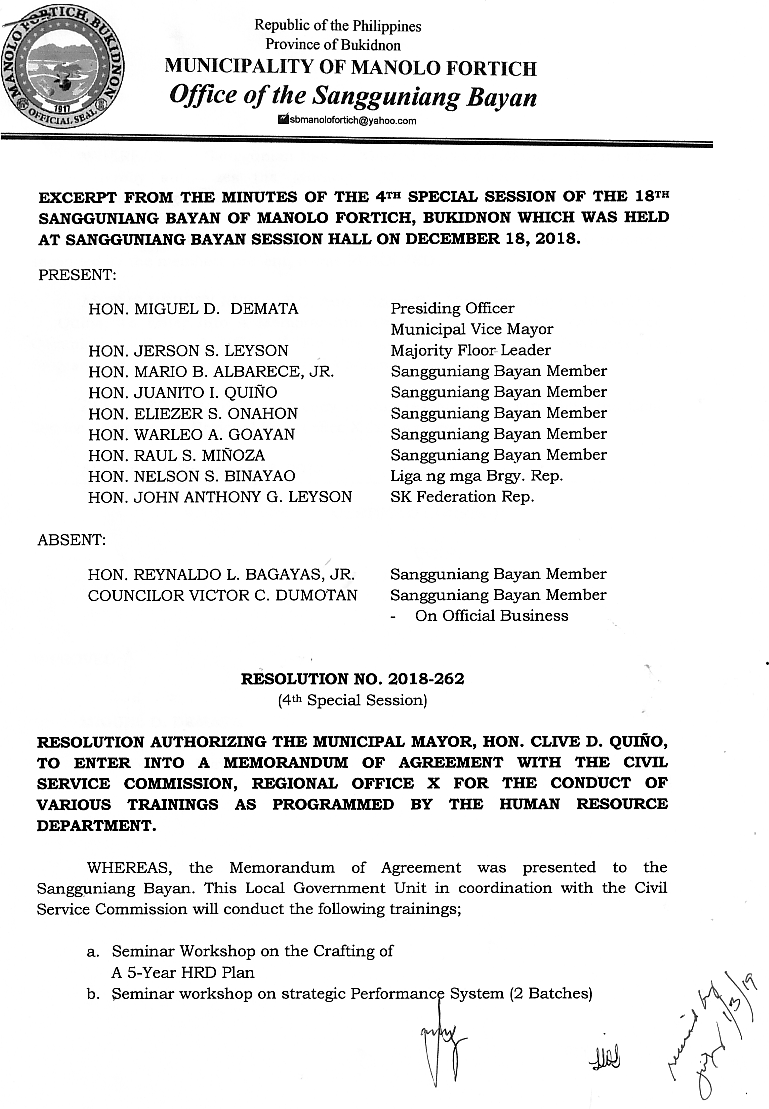 MANOLO FORTICH, BUKIDNON
1917
OFFICIAL SEAL
Republic of the Philippines
Province of Bukidnon
MUNICIPALITY OF MANOLO FORTICH
Office of the Sangguniang Bayan
sbmanolofortich@yahoo.com
EXCERPT FROM THE MINUTES OF THE 4TH SPECIAL SESSION OF THE 18TH
SANGGUNIANG BAYAN OF MANOLO FORTICH, BUKIDNON WHICH WAS HELD
AT SANGGUNIANG BAYAN SESSION HALL ON DECEMBER 18, 2018.
PRESENT:
HON. MIGUEL D. DEMATA Presiding Officer
Municipal Vice Mayor
HON. JERSON S. LEYSON Majority Floor Leader
HON. MARIO B. ALBARECE, JR. Sangguniang Bayan Member
HON. JUANITO I. QUIÑO Sangguniang Bayan Member
HON. ELIEZER S. ONAHON Sangguniang Bayan Member
HON. WARLEO A. GOAYAN Sangguniang Bayan Member
HON. RAUL S. MIÑOZA Sangguniang Bayan Member
HON. NELSON S. BINAYAO Liga ng mga Brgy. Rep.
HON. JOHN ANTHONY G. LEYSON SK Federation Rep.
ABSENT:
HON. REYNALDO L. BAGAYAS, JR. Sangguniang Bayan Member
COUNCILOR VICTOR C. DUMOTAN Sangguniang Bayan Member
- On Official Business
RESOLUTION NO. 2018-262
(4th Special Session)
RESOLUTION AUTHORIZING THE MUNICIPAL MAYOR, HON. CLIVE D. QUIÑO,
TO ENTER INTO A MEMORANDUM OF AGREEMENT WITH THE CIVIL
SERVICE COMMISSION, REGIONAL OFFICE X FOR THE CONDUCT OF
VARIOUS TRAININGS AS PROGRAMMED BY THE HUMAN RESOURCE
DEPARTMENT.
WHEREAS, the Memorandum of Agreement was presented to the
Sangguniang Bayan. This Local Government Unit in coordination with the Civil
Service Commission will conduct the following trainings;
a. Seminar Workshop on the Crafting of
A 5-Year HRD Plan
b. Seminar workshop on strategic Performance System (2 Batches)
received by
1/3/19